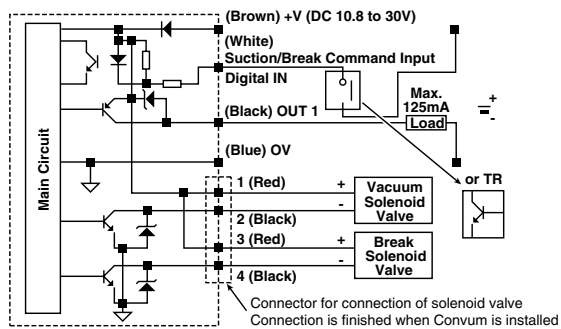 (Brown) +V (DC 10.8 to 30V)
(White)
Suction/Break Command Input
Digital IN
Max.
125mA
Load
+
-
(Black) OUT 1
(Blue) OV
or TR
Main Circuit
1 (Red)
+
Vacuum
Solenoid
Valve
2 (Black)
-
3 (Red)
+
Break
Solenoid
Valve
4 (Black)
-
Connector for connection of solenoid valve
Connection is finished when Convum is installed